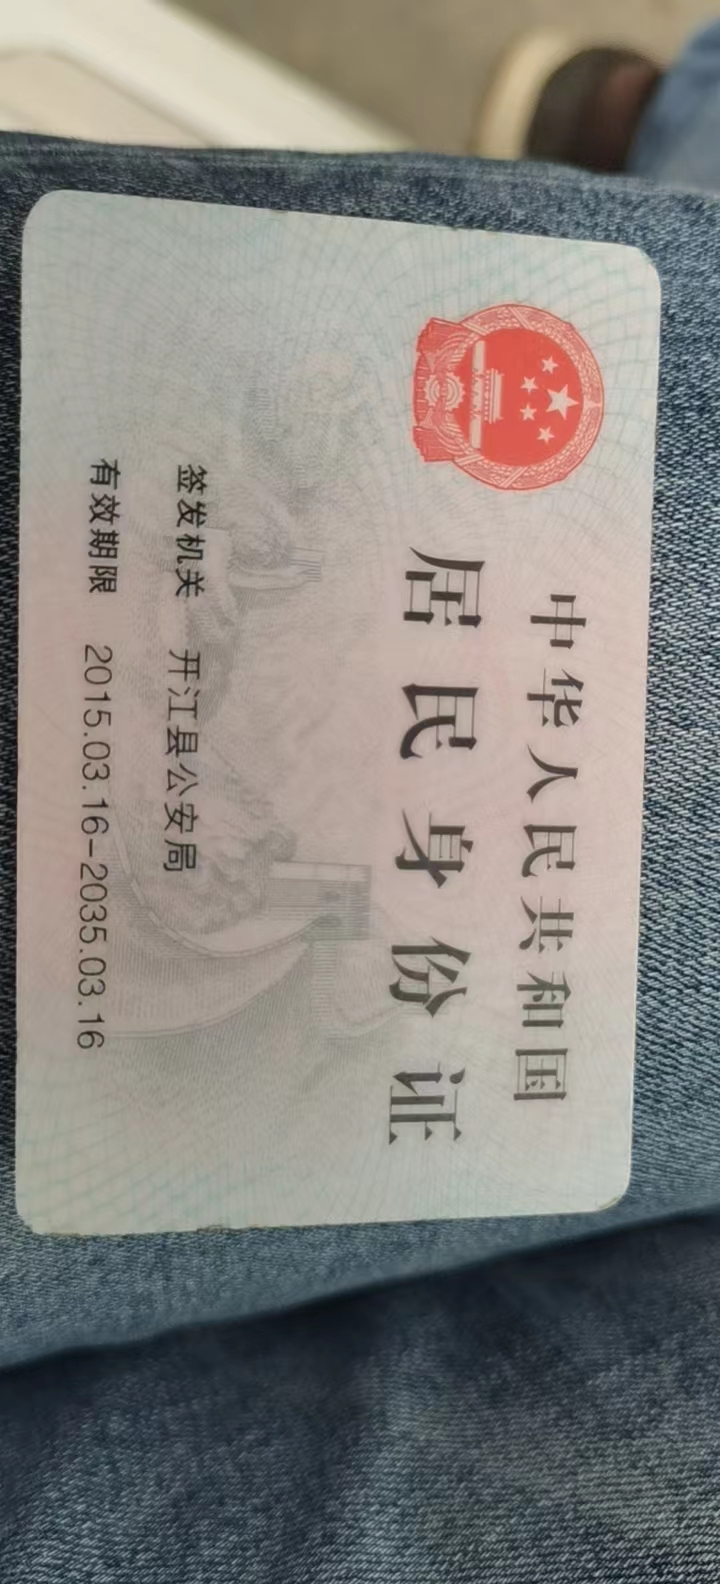 中华人民共和国
居民身份证
签发机关 开江县公安局
有效期限 2015.03.16-2035.03.16